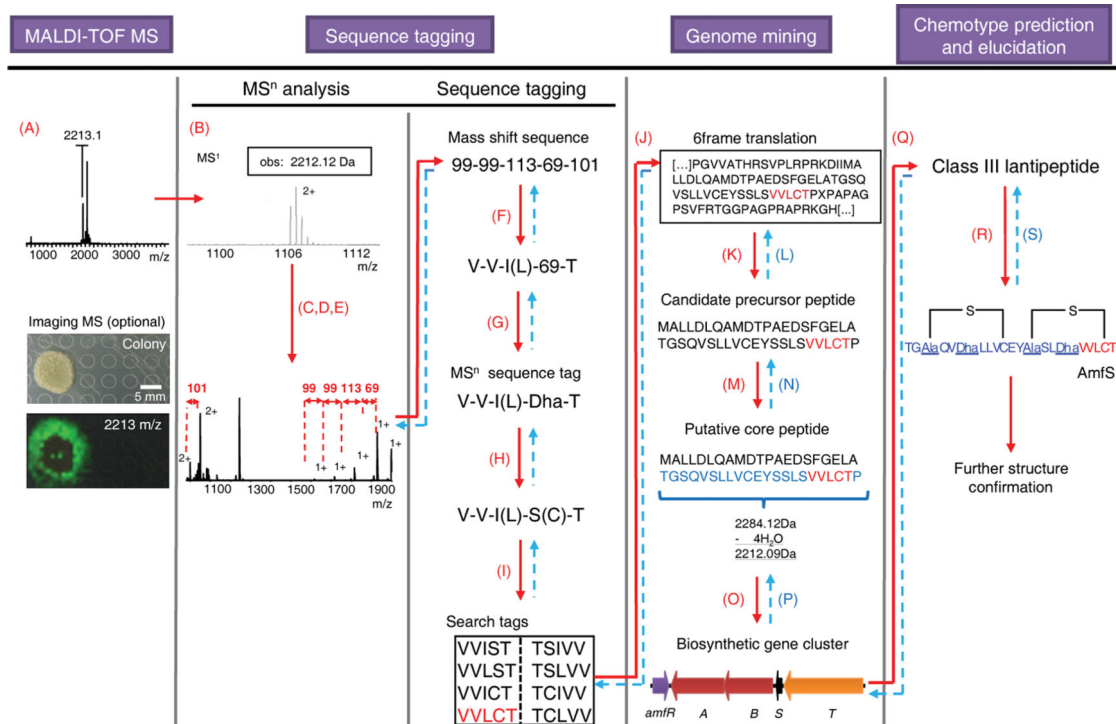 MALDI-TOF MS
Sequence tagging
Genome mining
Chemotype prediction
and elucidation
MSⁿ analysis
Sequence tagging
(A)
2213.1
1000 2000 3000
m/z
Imaging MS (optional)
Colony
5 mm
2213 m/z
(B)
MS¹
obs: 2212.12 Da
2+
1100 1106 1112
m/z
(C,D,E)
101
99 99 113 69
2+
2+
1+
1+
1+
1+
1+
1100 1300 1500 1700 1900
m/z
Mass shift sequence
99-99-113-69-101
(F)
V-V-I(L)-69-T
(G)
MSⁿ sequence tag
V-V-I(L)-Dha-T
(H)
V-V-I(L)-S(C)-T
(I)
Search tags
VVIST TSIVV
VVLST TSLVV
VVICT TCIVV
VVLCT TCLVV
(J)
6frame translation
[...]PGVVATHRSVPLRPRKDIIMA
LLDLQAMDTPAEDSFGELATGSQ
VSLLVCEYSSLSVVLCTPXPAPAG
PSVFRTGGPAGPRAPRKGH[...]
(K)
(L)
Candidate precursor peptide
MALLDLQAMDTPAEDSFGELA
TGSQVSLLVCEYSSLSVVLCTP
(M)
(N)
Putative core peptide
MALLDLQAMDTPAEDSFGELA
TGSQVSLLVCEYSSLSVVLCTP
2284.12Da
- 4H₂O
2212.09Da
(O)
(P)
Biosynthetic gene cluster
amfR A B S T
(Q)
Class III lantipeptide
(R)
(S)
S
S
TGAlaQVDhaLLVCEYAlaSLDhaVVLCT
AmfS
Further structure
confirmation